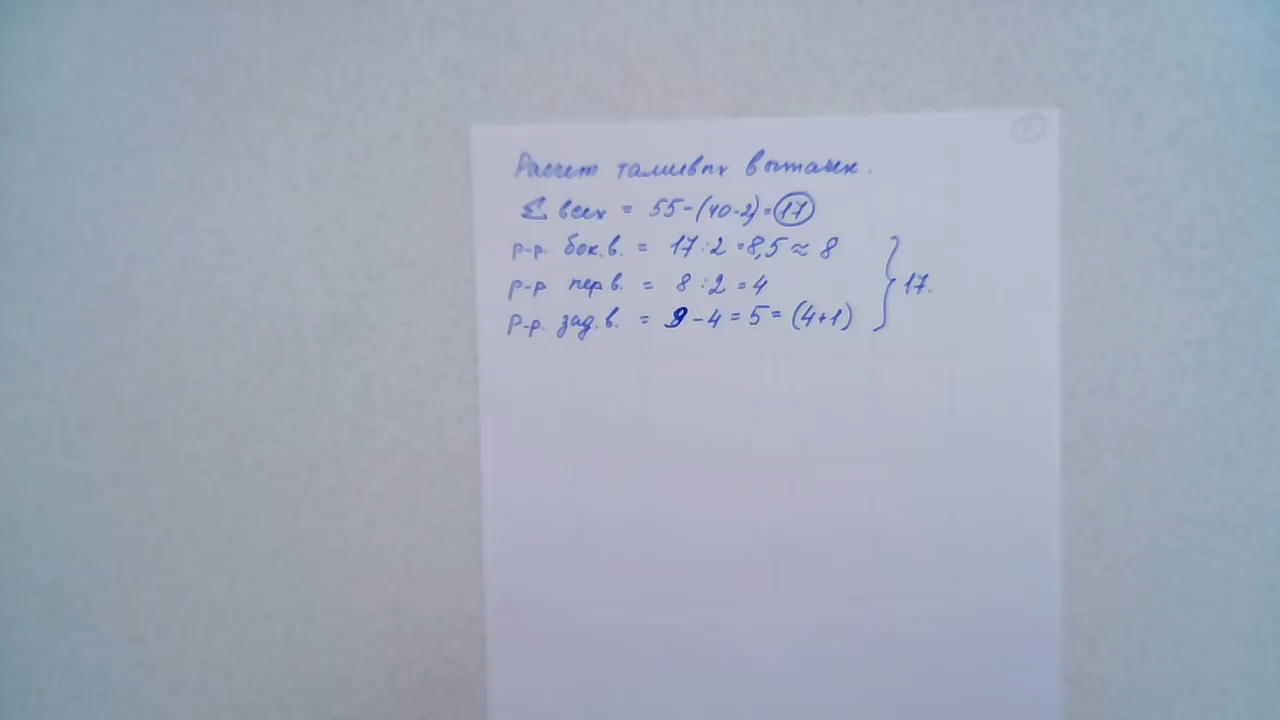 Расчет талиевых вытачек.
Σ всех = 55-(40-2)=17
р-р. бок.в. = 17:2=8,5≈8
р-р пер в. = 8:2=4
р-р. зад.в. = 9-4=5=(4+1)
17.